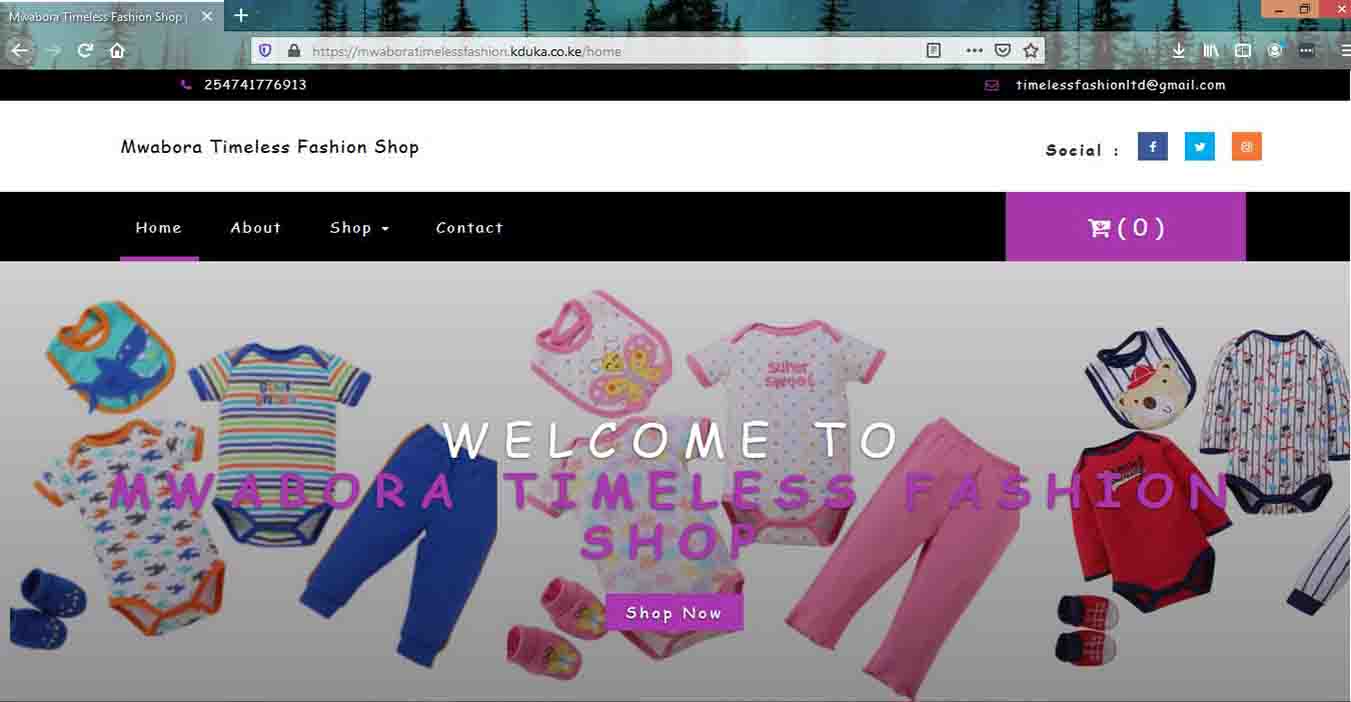 Mwabora Timeless Fashion Shop |
https://mwaboratimelessfashion.kduka.co.ke/home
254741776913
timelessfashionltd@gmail.com
Mwabora Timeless Fashion Shop
Social :
Home About Shop Contact
( 0 )
super
WELCOME TO
MWABORA TIMELESS FASHION
SHOP
Shop Now